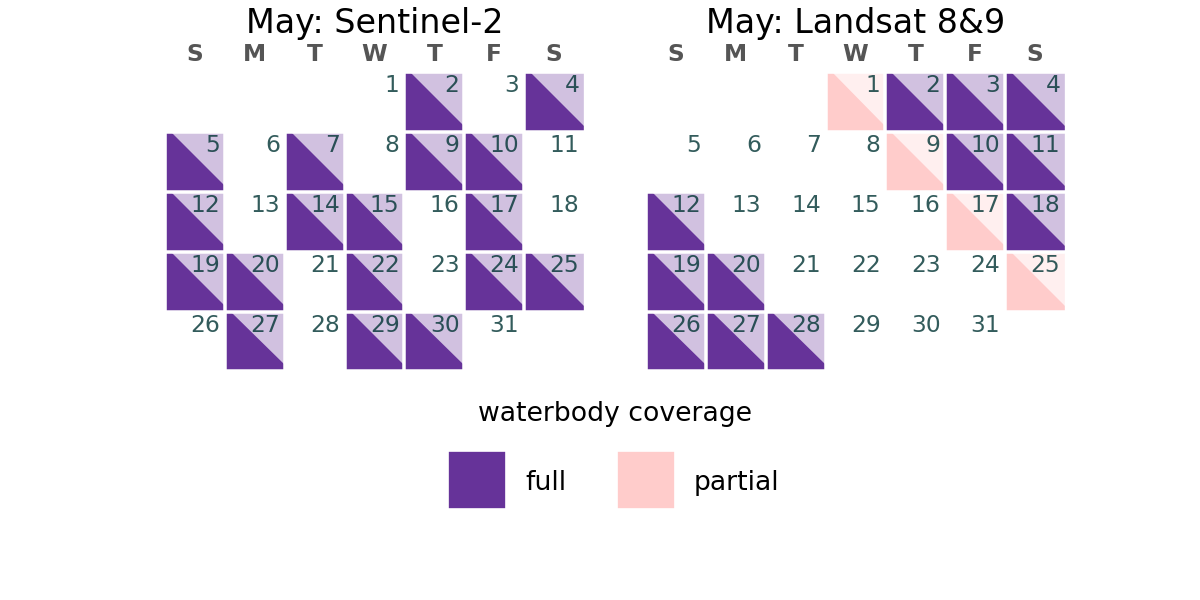 May: Sentinel-2
S M T W T F S
1 2 3 4
5 6 7 8 9 10 11
12 13 14 15 16 17 18
19 20 21 22 23 24 25
26 27 28 29 30 31
May: Landsat 8&9
S M T W T F S
1 2 3 4
5 6 7 8 9 10 11
12 13 14 15 16 17 18
19 20 21 22 23 24 25
26 27 28 29 30 31
waterbody coverage
full partial